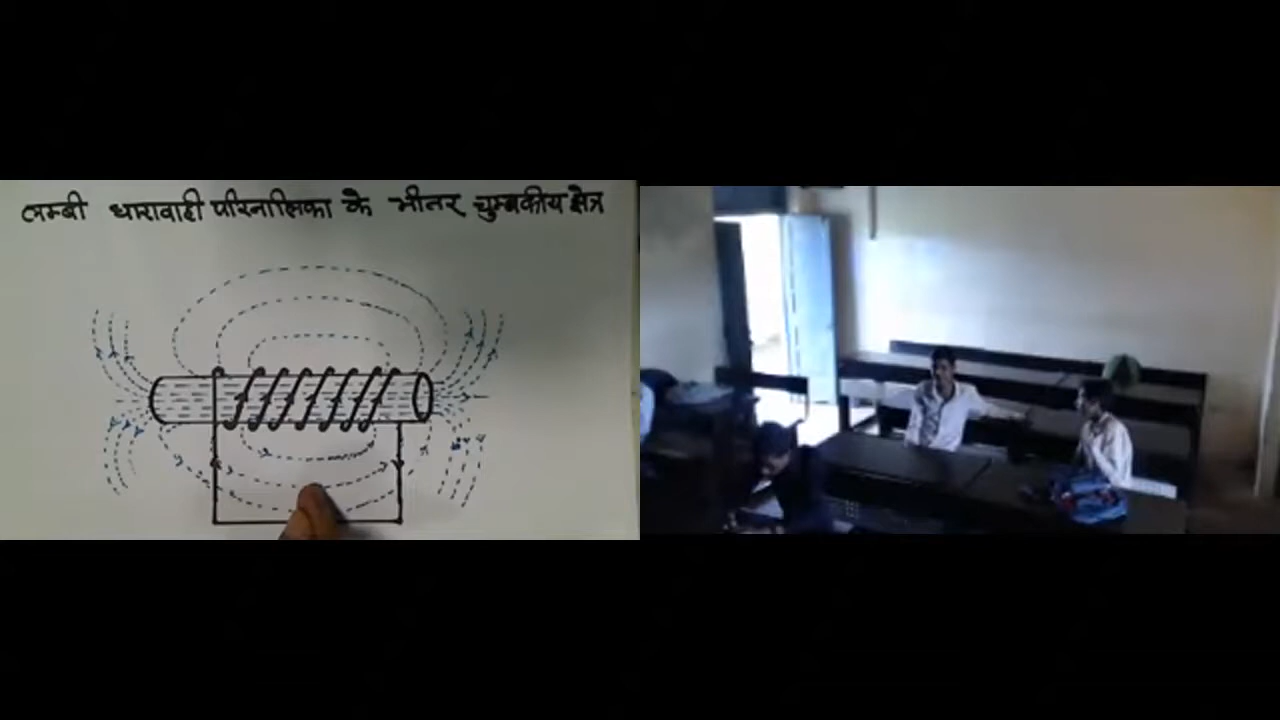 लम्बी धारावाही परिनालिका के भीतर चुम्बकीय क्षेत्र